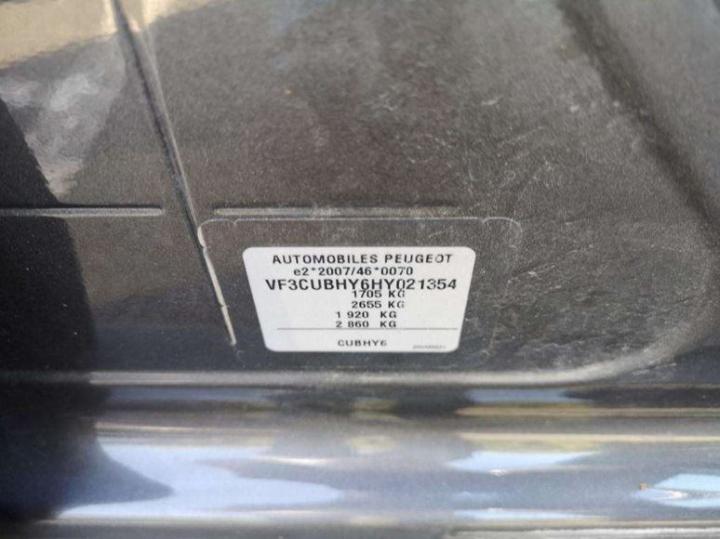 AUTOMOBILES PEUGEOT
e2*2007/46*0070
VF3CUBHY6HY021354
1705 KG
2655 KG
1 920 KG
2 860 KG
CUBHY6